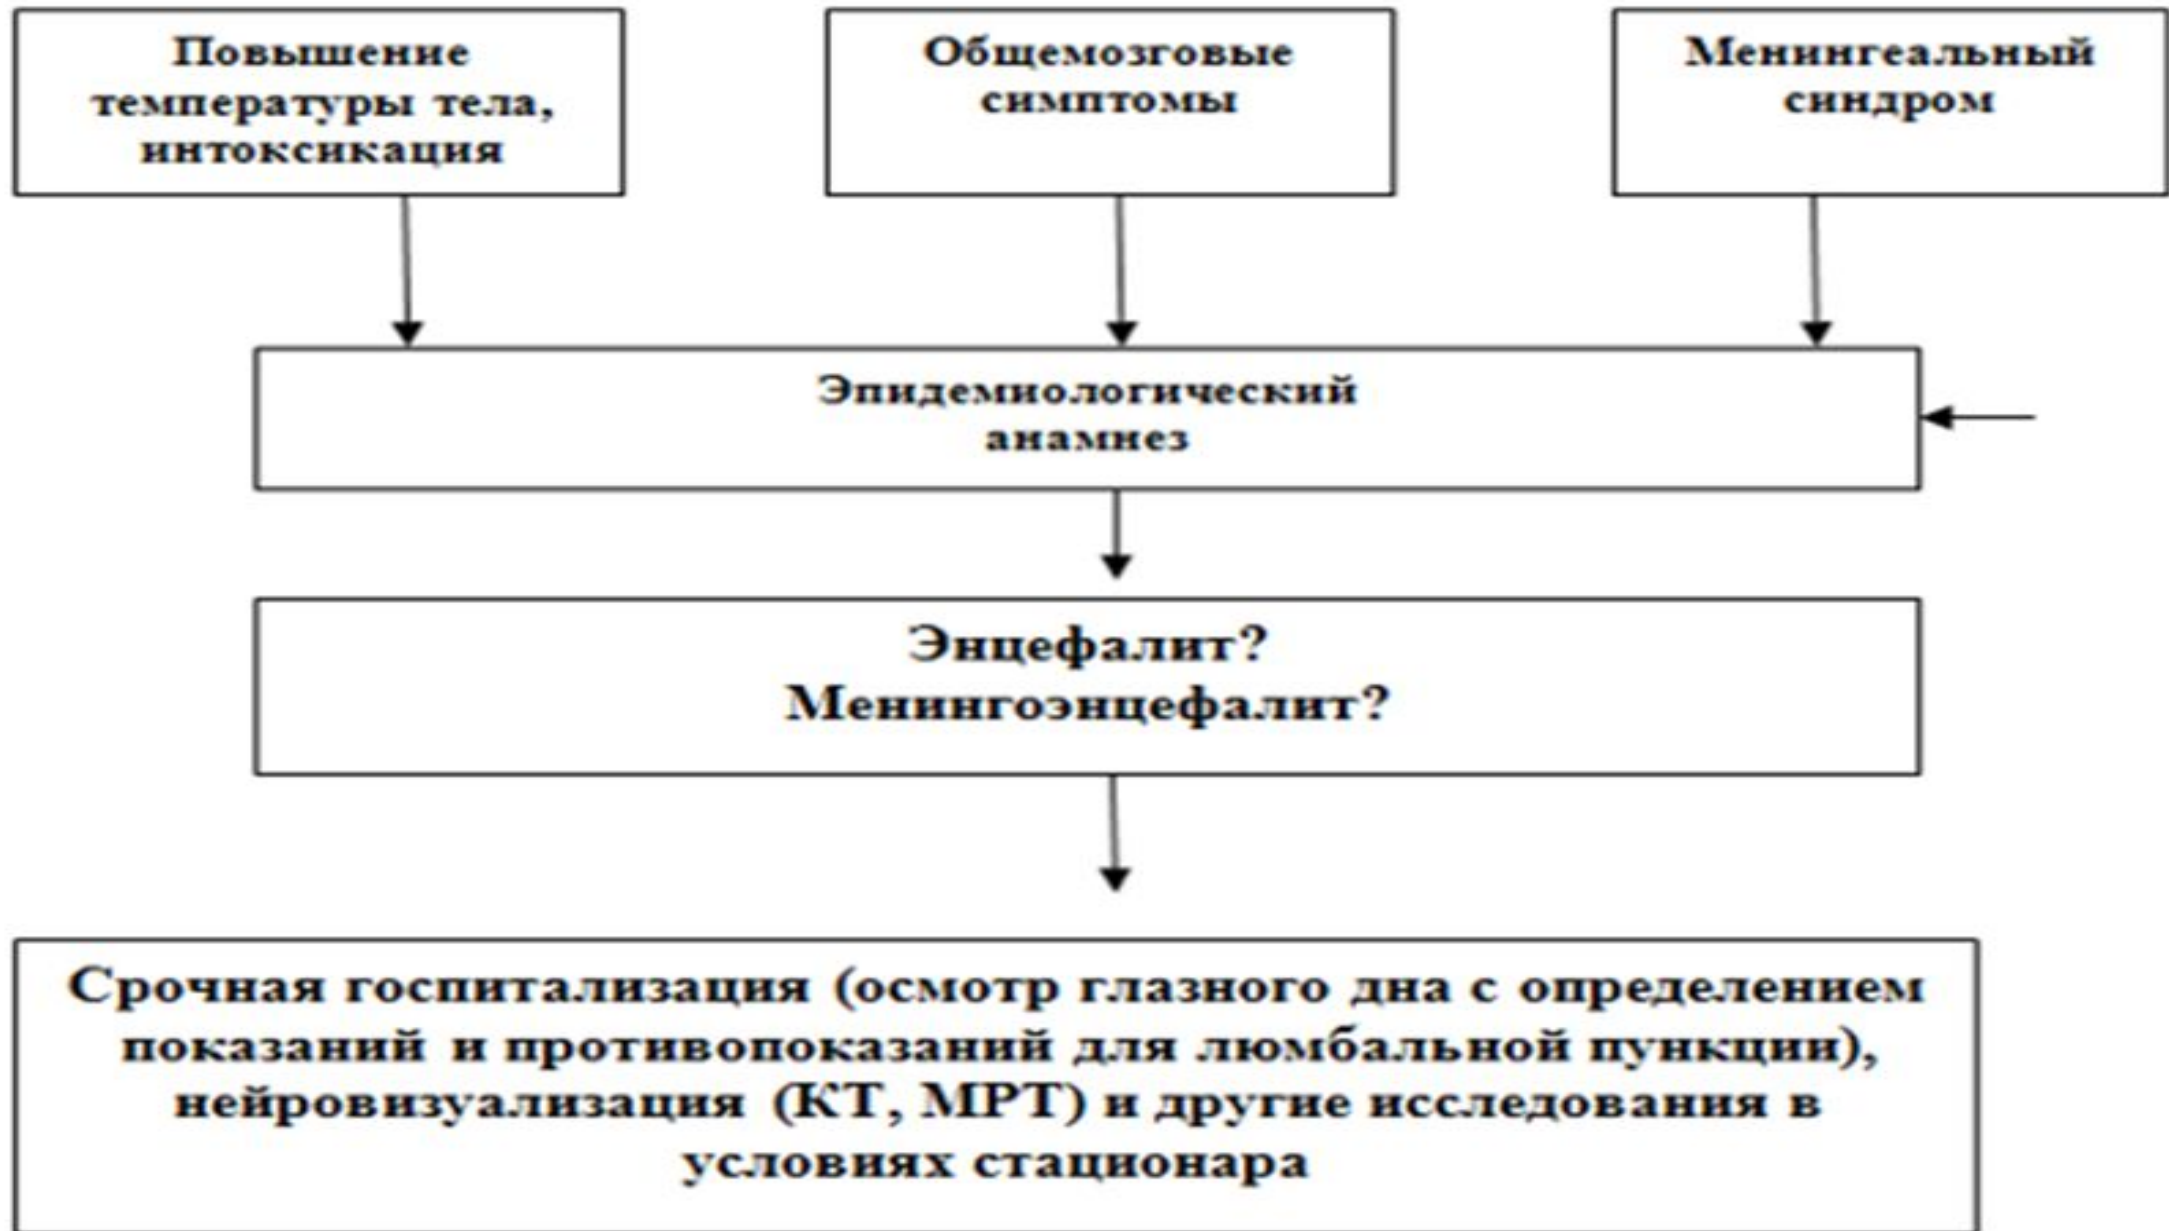 Повышение
температуры тела,
интоксикация
Общемозговые
симптомы
Менингеальный
синдром
Эпидемиологический
анамнез
Энцефалит?
Менингоэнцефалит?
Срочная госпитализация (осмотр глазного дна с определением
показаний и противопоказаний для люмбальной пункции),
нейровизуализация (КТ, МРТ) и другие исследования в
условиях стационара